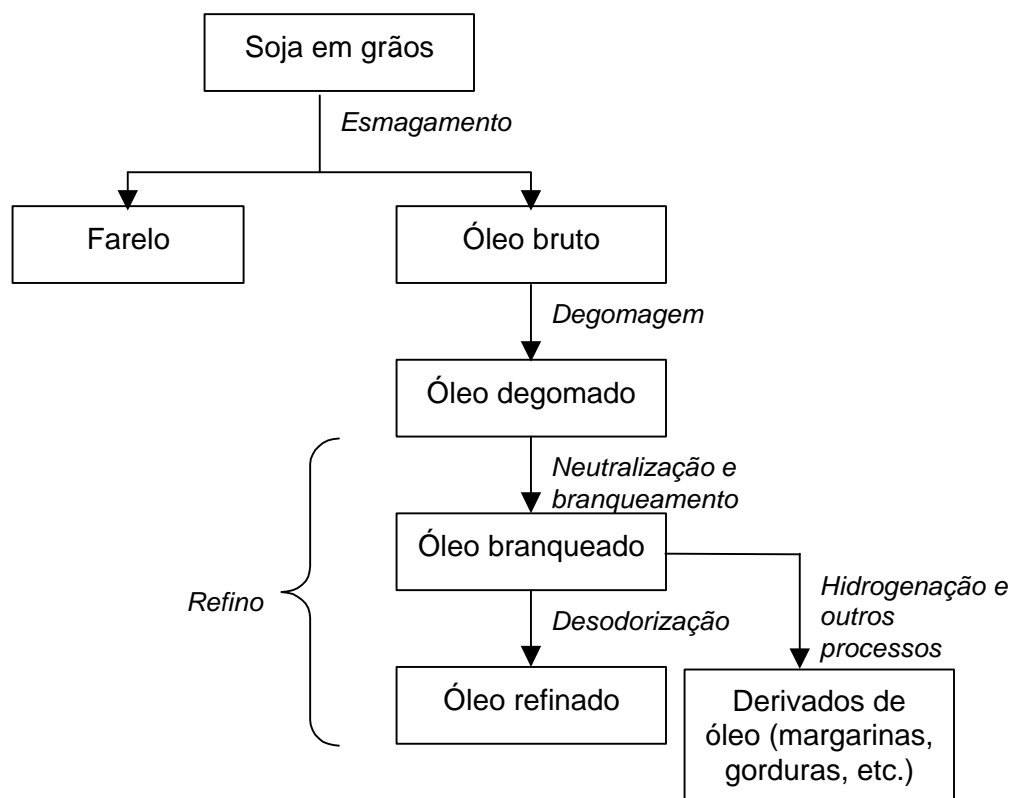 Soja em grãos
Esmagamento
Farelo
Óleo bruto
Degomagem
Óleo degomado
Neutralização e
branqueamento
Óleo branqueado
Refino
Desodorização
Hidrogenação e
outros
processos
Óleo refinado
Derivados de
óleo (margarinas,
gorduras, etc.)